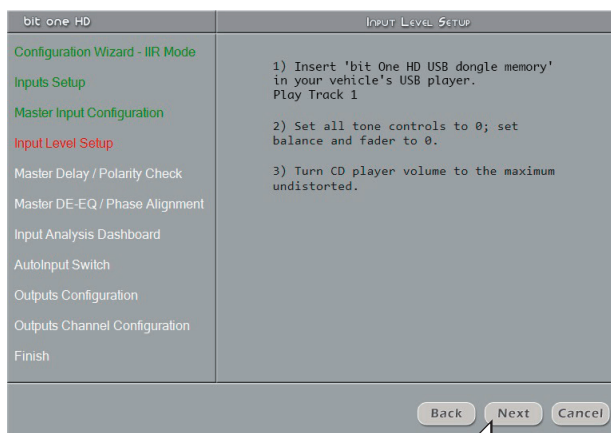 bit one HD
Input Level Setup
Configuration Wizard - IIR Mode
Inputs Setup
Master Input Configuration
Input Level Setup
Master Delay / Polarity Check
Master DE-EQ / Phase Alignment
Input Analysis Dashboard
AutoInput Switch
Outputs Configuration
Outputs Channel Configuration
Finish
1) Insert 'bit One HD USB dongle memory'
in your vehicle's USB player.
Play Track 1
2) Set all tone controls to 0; set
balance and fader to 0.
3) Turn CD player volume to the maximum
undistorted.
Back Next Cancel